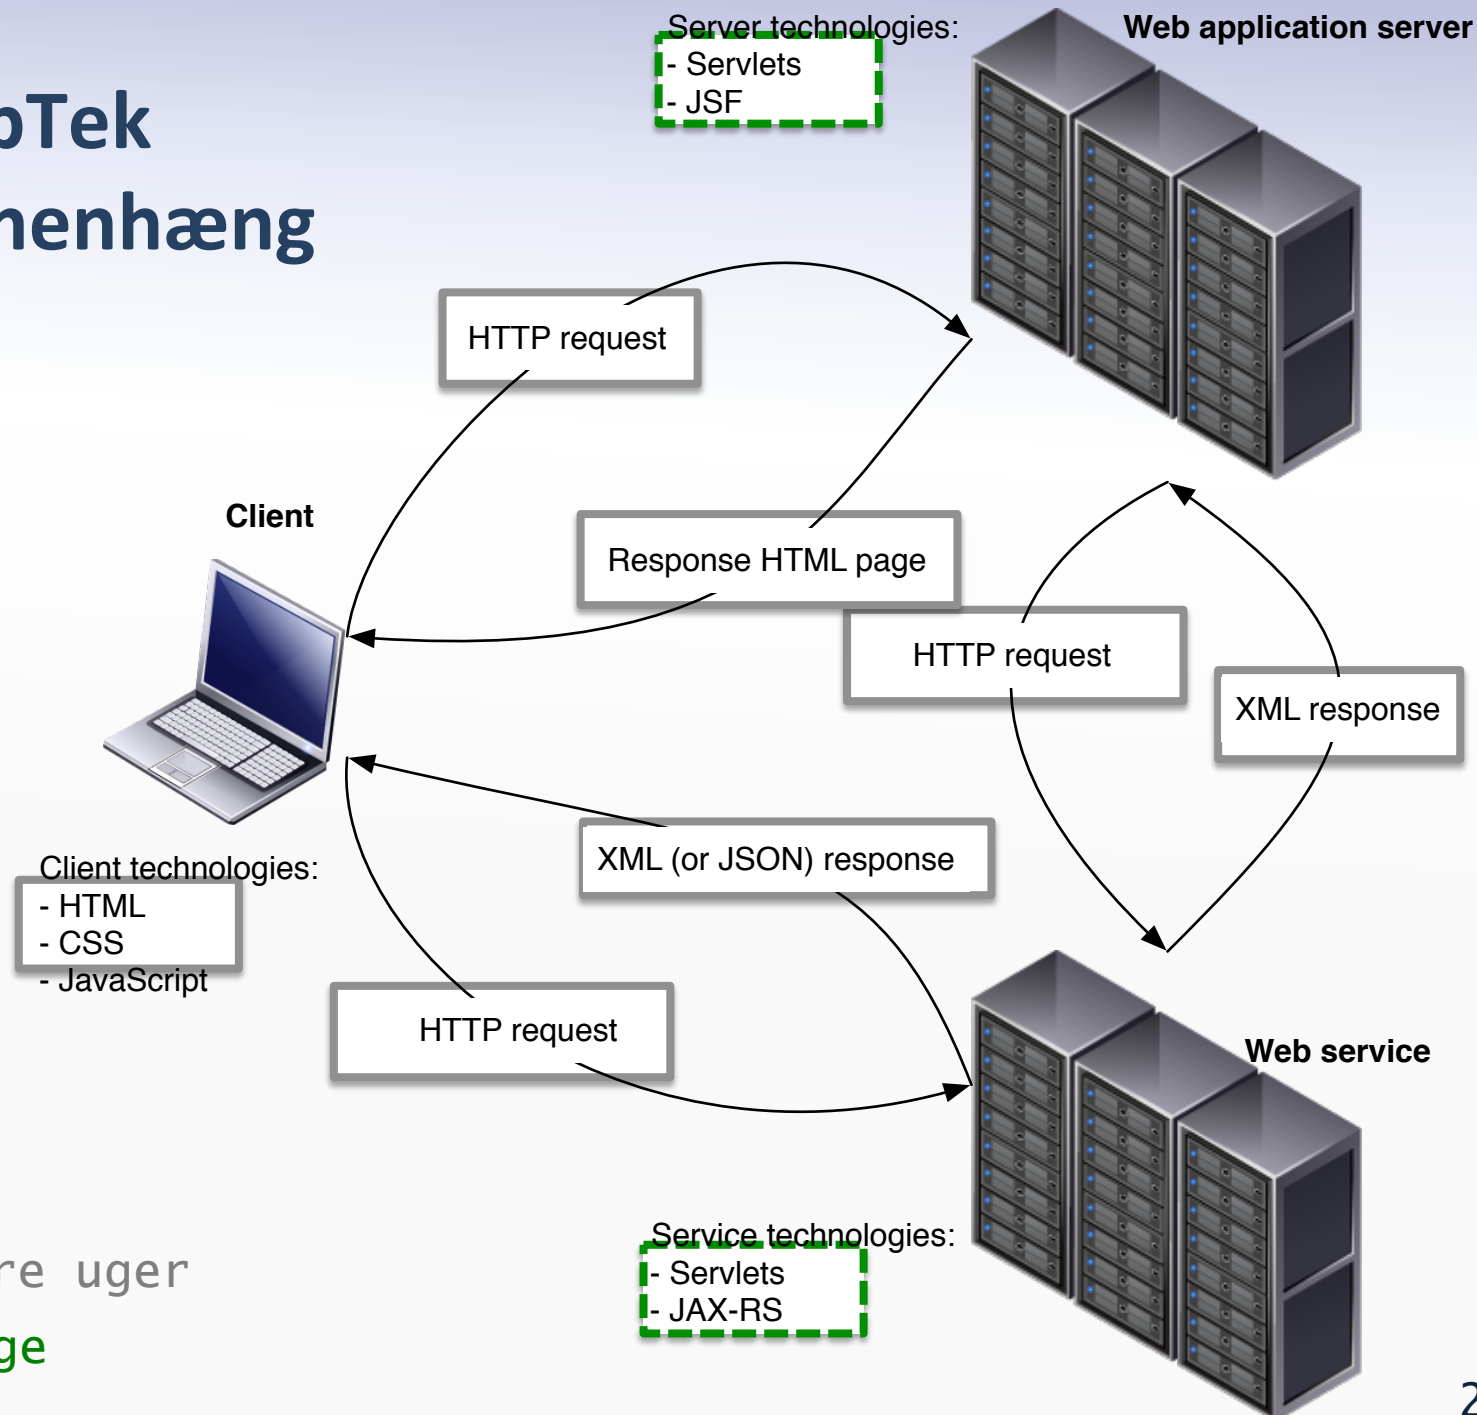 Server technologies:
- Servlets
- JSF
Web application server
bTek
menhæng
HTTP request
Client
Response HTML page
HTTP request
XML response
XML (or JSON) response
Client technologies:
- HTML
- CSS
- JavaScript
HTTP request
Web service
Service technologies:
- Servlets
- JAX-RS
re uger
ge
2